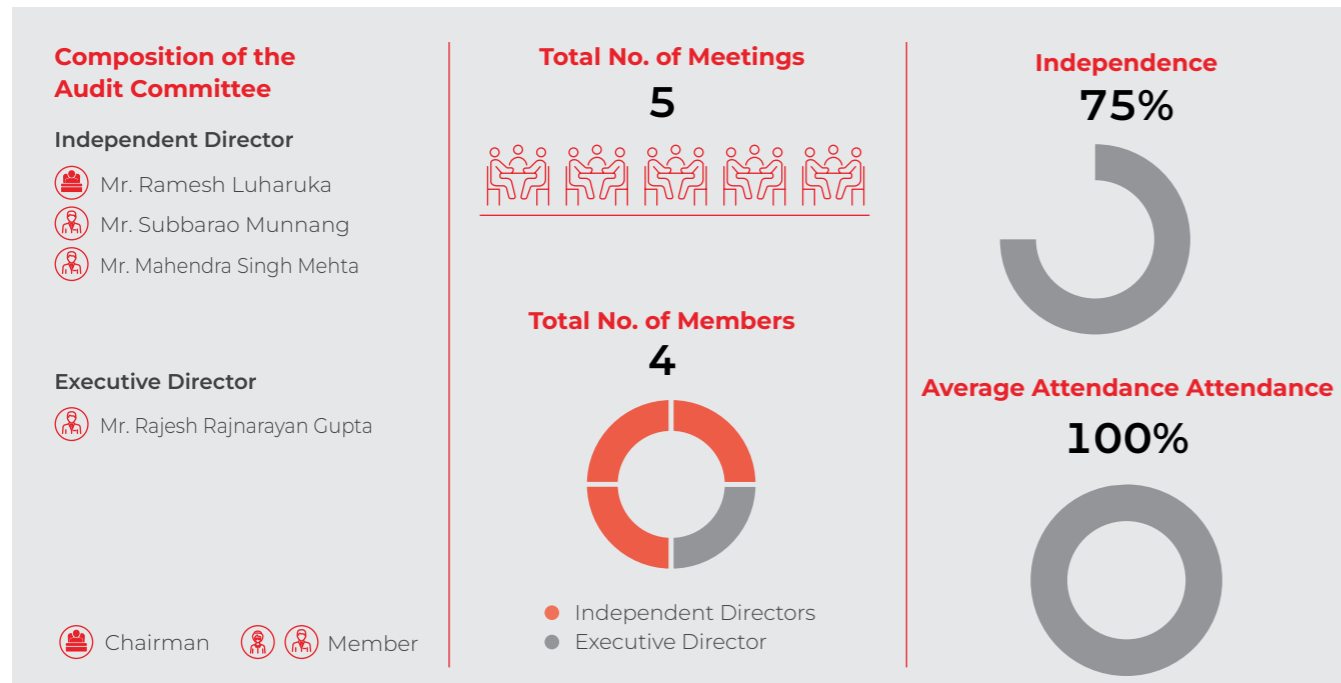 Composition of the
Audit Committee
Independent Director
Mr. Ramesh Luharuka
Mr. Subbarao Munnang
Mr. Mahendra Singh Mehta
Executive Director
Mr. Rajesh Rajnarayan Gupta
Chairman
Member
Total No. of Meetings
5
Total No. of Members
4
Independent Directors
Executive Director
Independence
75%
Average Attendance Attendance
100%